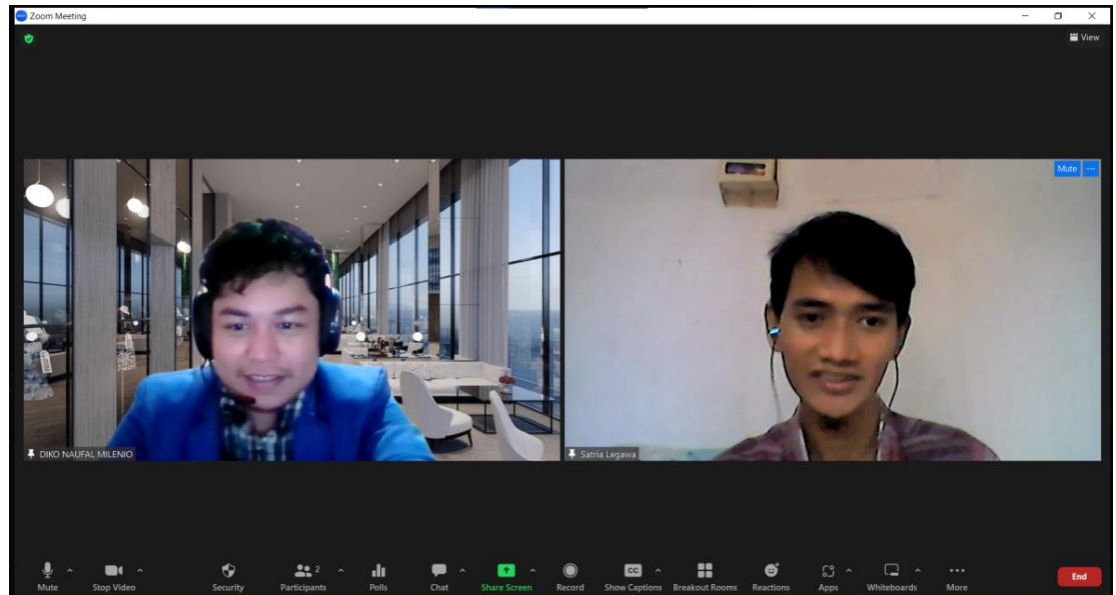 Zoom Meeting
View
Mute
DIKO NAUFAL MILENIO
Satria Legawa
Mute
Stop Video
Security
Participants
2
Polls
Chat
Share Screen
Record
CC
Show Captions
Breakout Rooms
Reactions
Apps
Whiteboards
More
End